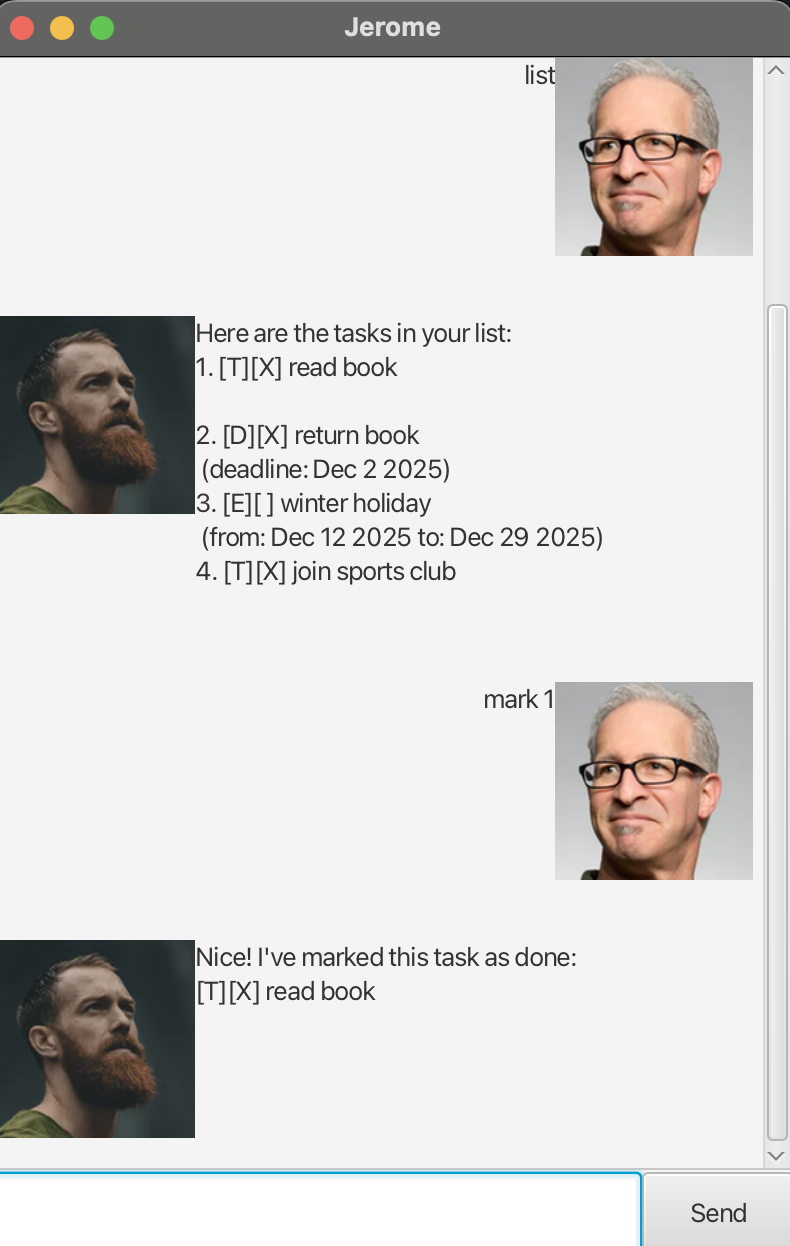 Jerome
list
Here are the tasks in your list:
1. [T][X] read book
2. [D][X] return book
(deadline: Dec 2 2025)
3. [E][ ] winter holiday
(from: Dec 12 2025 to: Dec 29 2025)
4. [T][X] join sports club
mark 1
Nice! I've marked this task as done:
[T][X] read book
Send